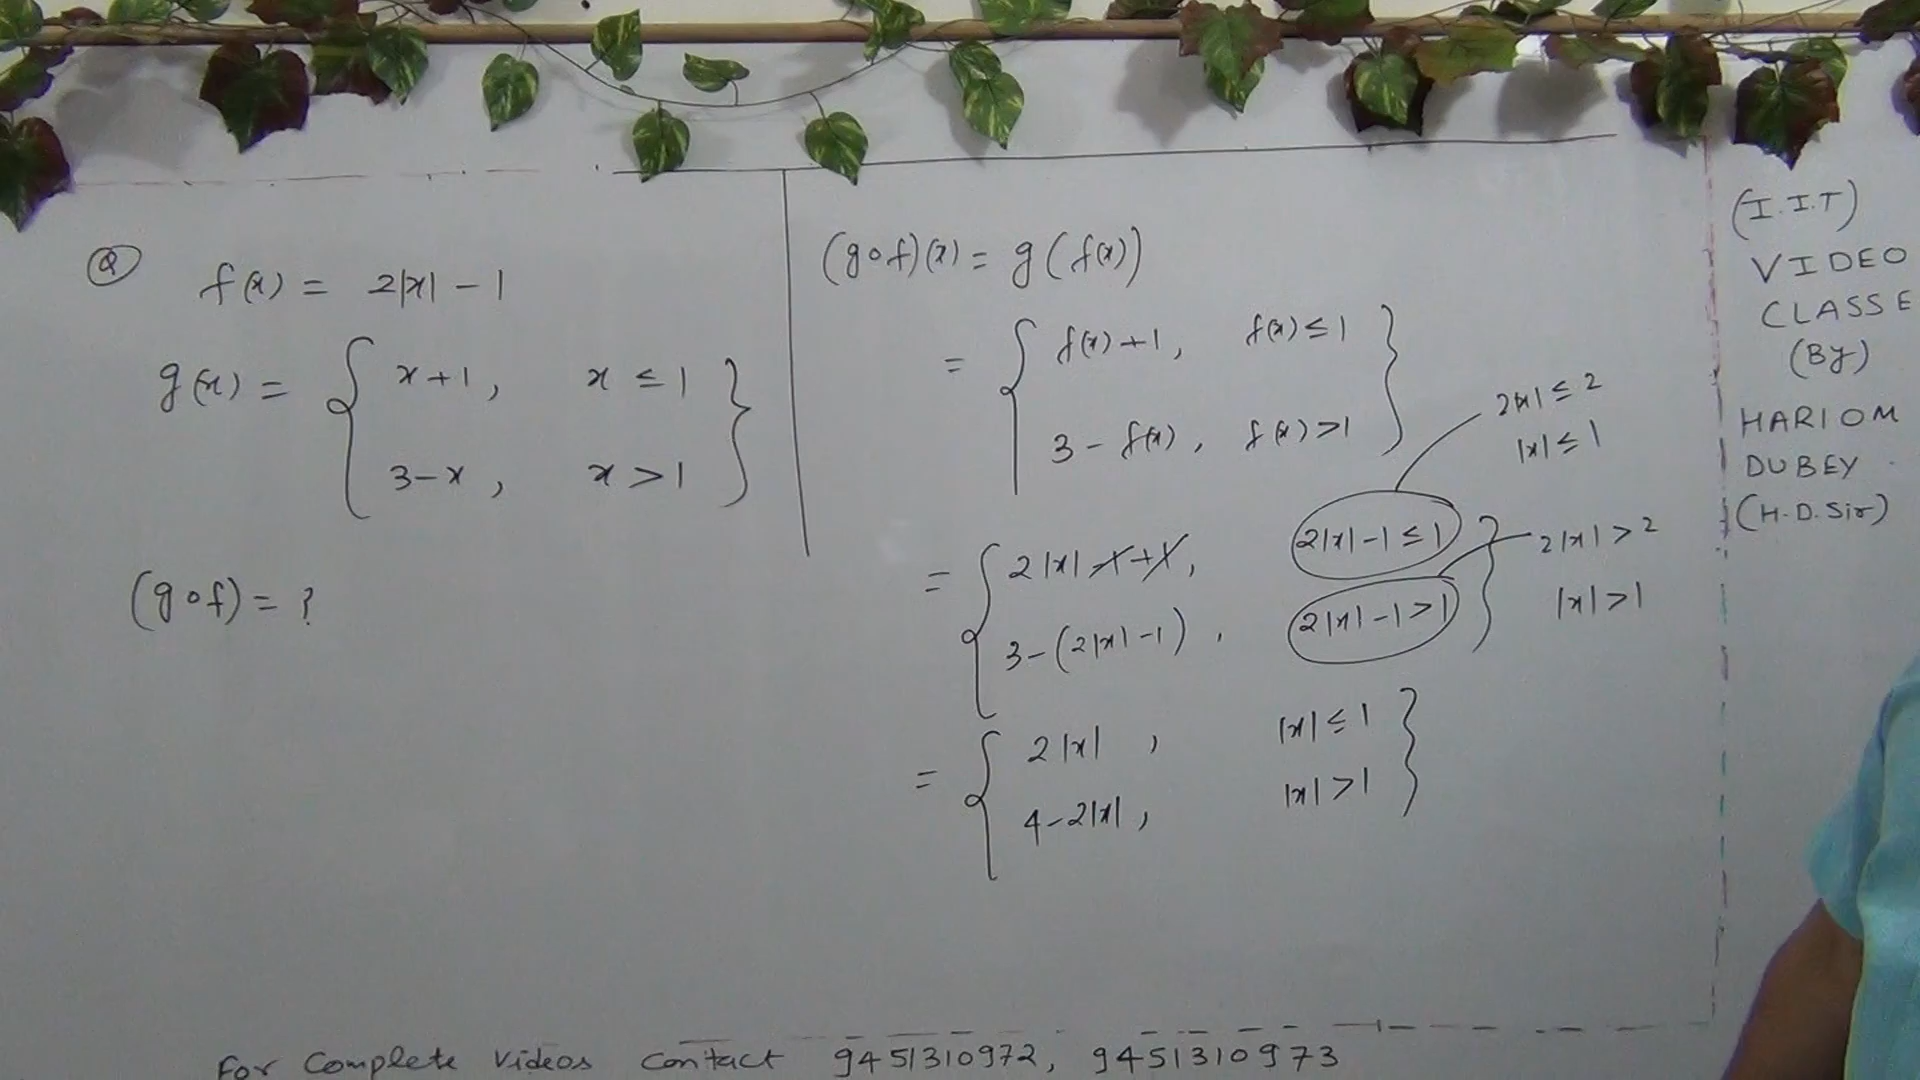 Q f(x) = 2|x| - 1
g(x) = { x+1, x ≤ 1
3-x, x > 1 }
(gof) = ?
(gof)(x) = g(f(x))
= { f(x)+1, f(x) ≤ 1
3 - f(x), f(x) > 1 }
2|x| ≤ 2
|x| ≤ 1
= { 2|x| -1+1, 2|x|-1 ≤ 1
3-(2|x|-1), 2|x|-1 > 1 }
2|x| > 2
|x| > 1
= { 2|x|, |x| ≤ 1
4-2|x|, |x| > 1 }
(I.I.T)
VIDEO
CLASSE
(By)
HARIOM
DUBEY
(H.D.Sir)
For Complete Videos Contact 9451310972, 9451310973